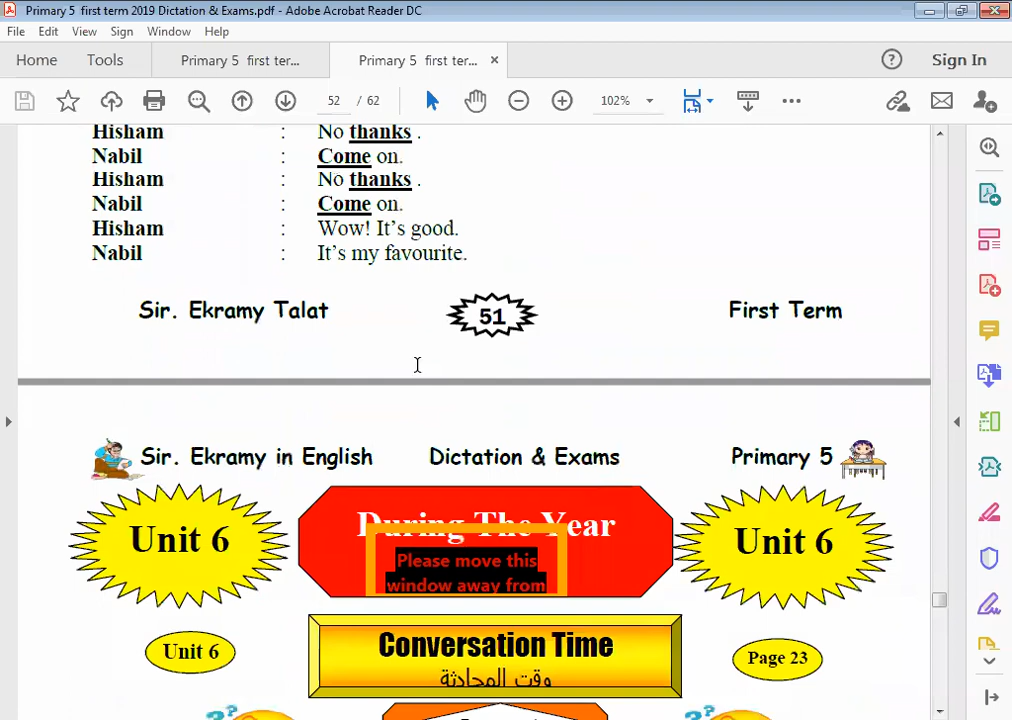 Primary 5 first term 2019 Dictation & Exams.pdf - Adobe Acrobat Reader DC
File Edit View Sign Window Help
Home Tools Primary 5 first ter... Primary 5 first ter... × Sign In
52 / 62 102%
Hisham : No thanks .
Nabil : Come on.
Hisham : No thanks .
Nabil : Come on.
Hisham : Wow! It's good.
Nabil : It's my favourite.
Sir. Ekramy Talat 51 First Term
Sir. Ekramy in English Dictation & Exams Primary 5
Unit 6 During The Year Unit 6
Please move this
window away from
Unit 6 Conversation Time Page 23
وقت المحادثة